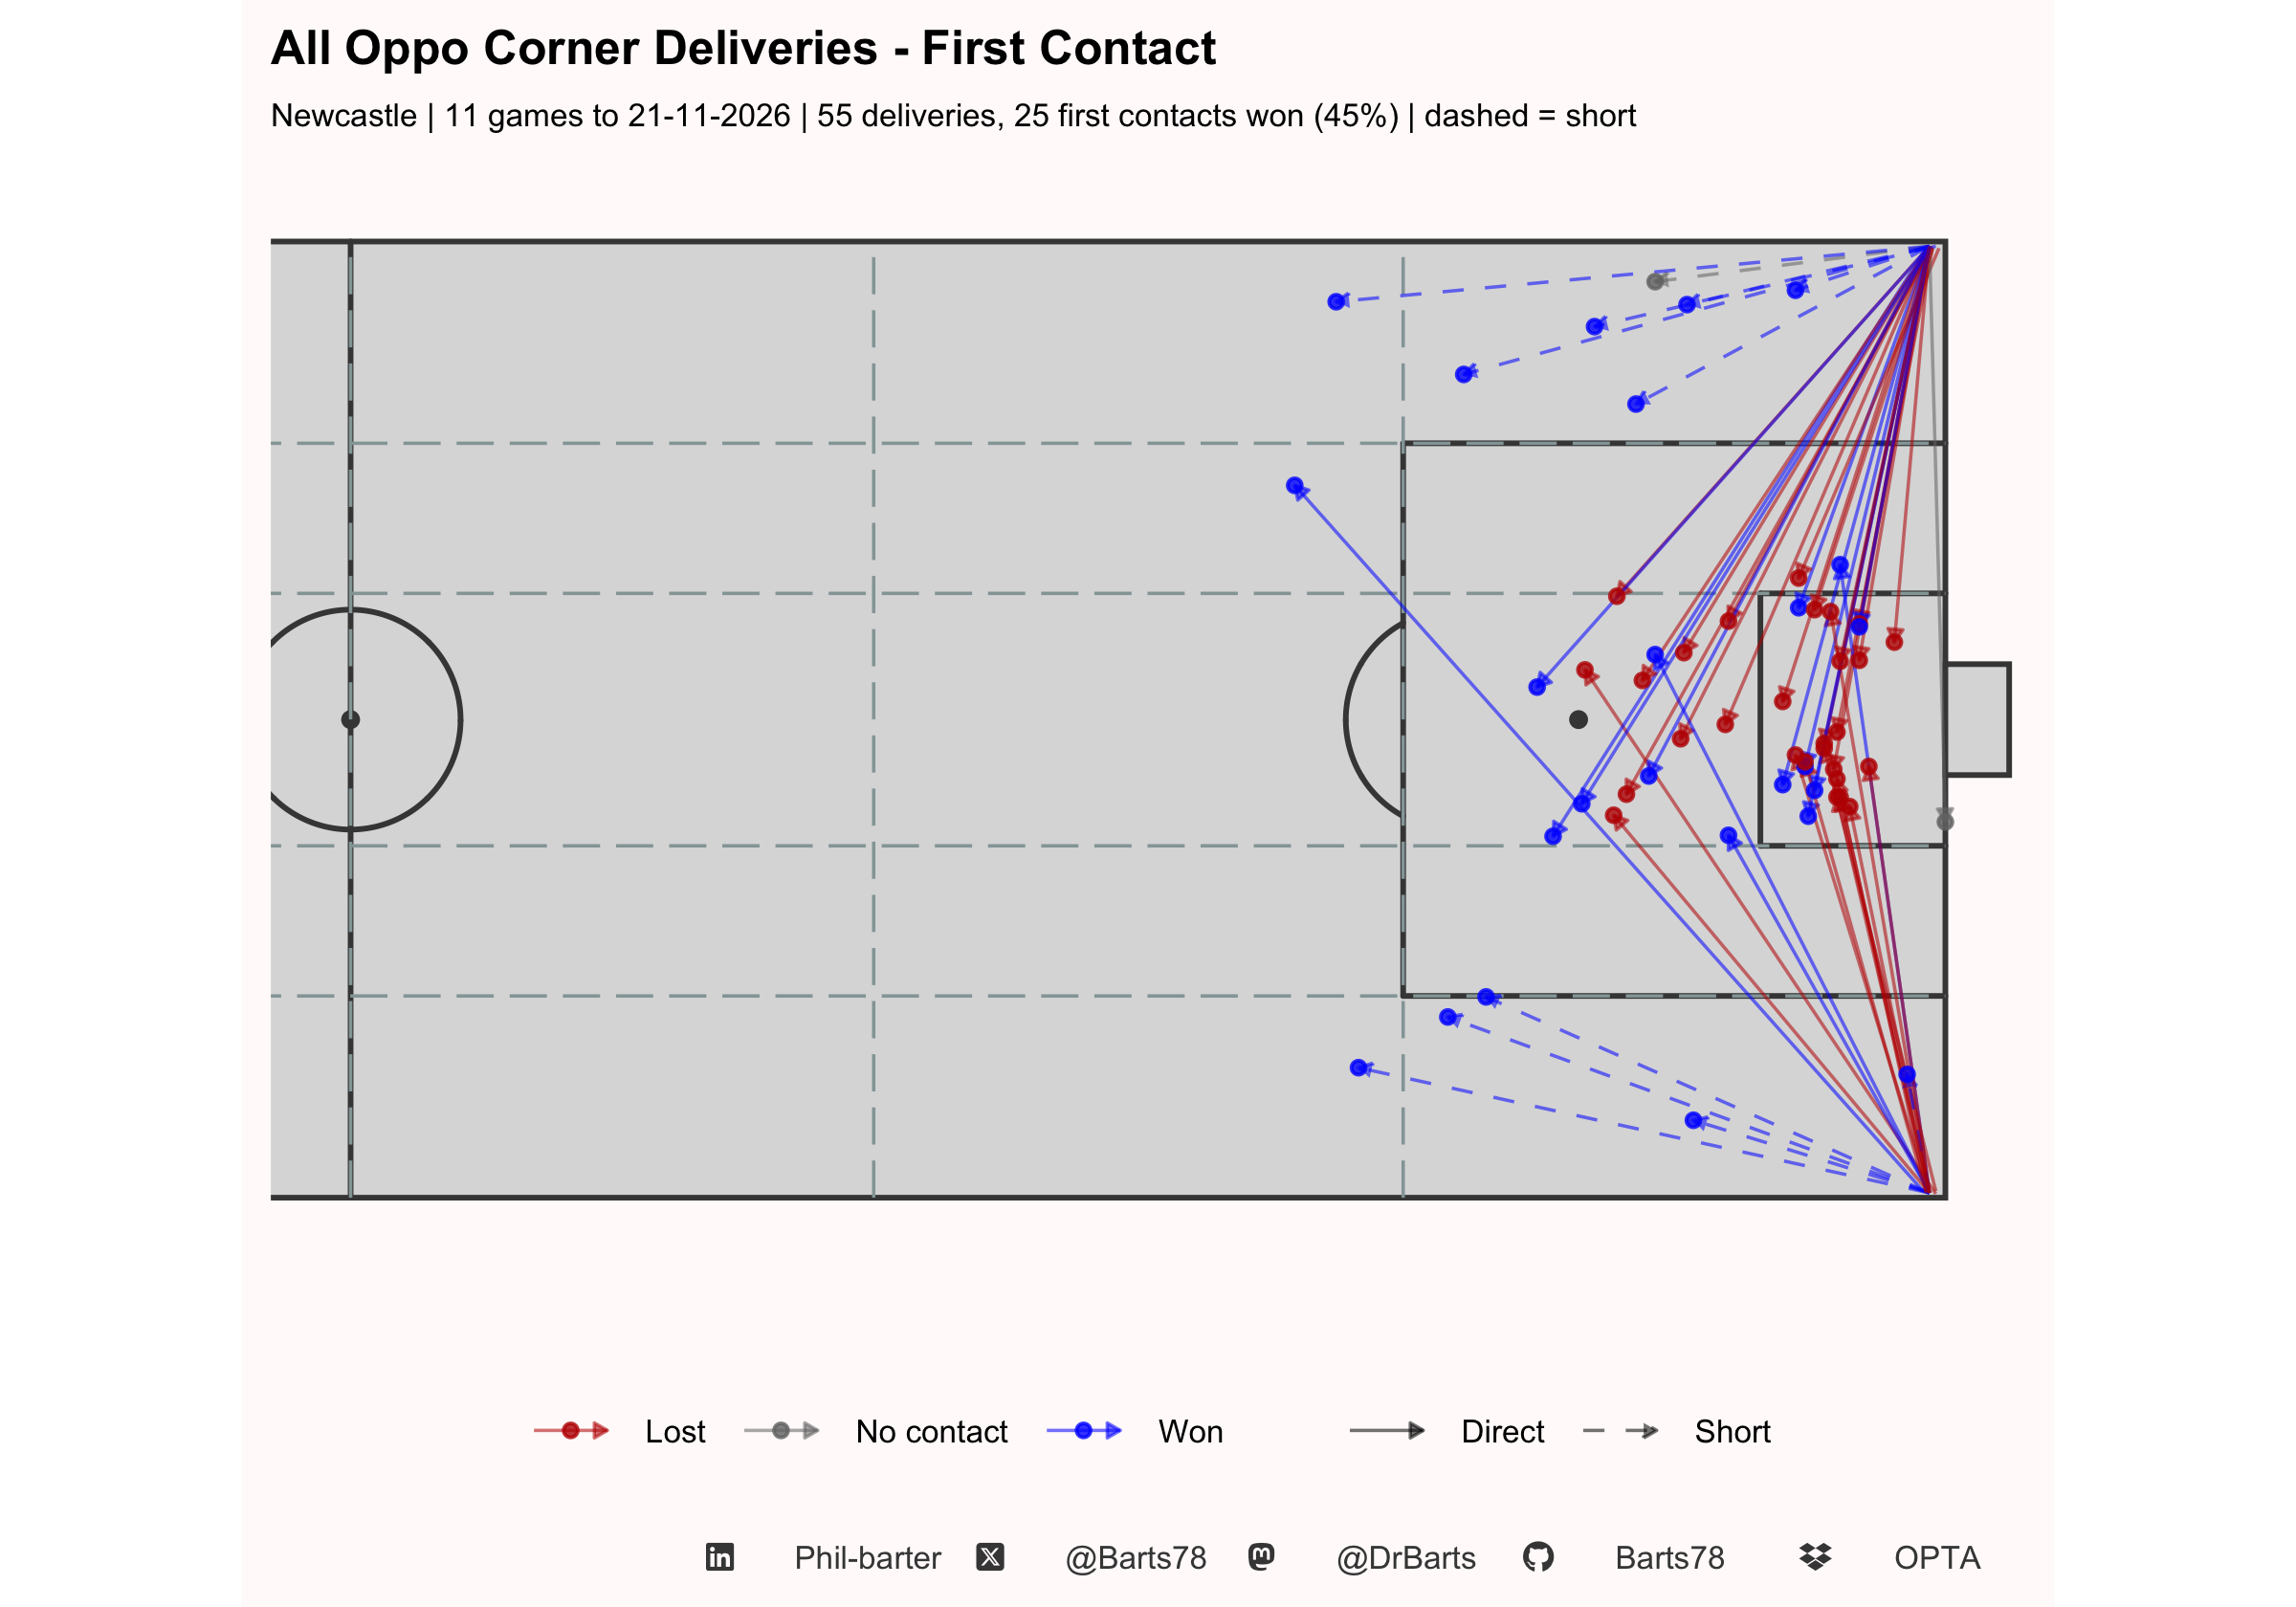 All Oppo Corner Deliveries - First Contact
Newcastle | 11 games to 21-11-2026 | 55 deliveries, 25 first contacts won (45%) | dashed = short
Lost No contact Won Direct Short
Phil-barter @Barts78 @DrBarts Barts78 OPTA